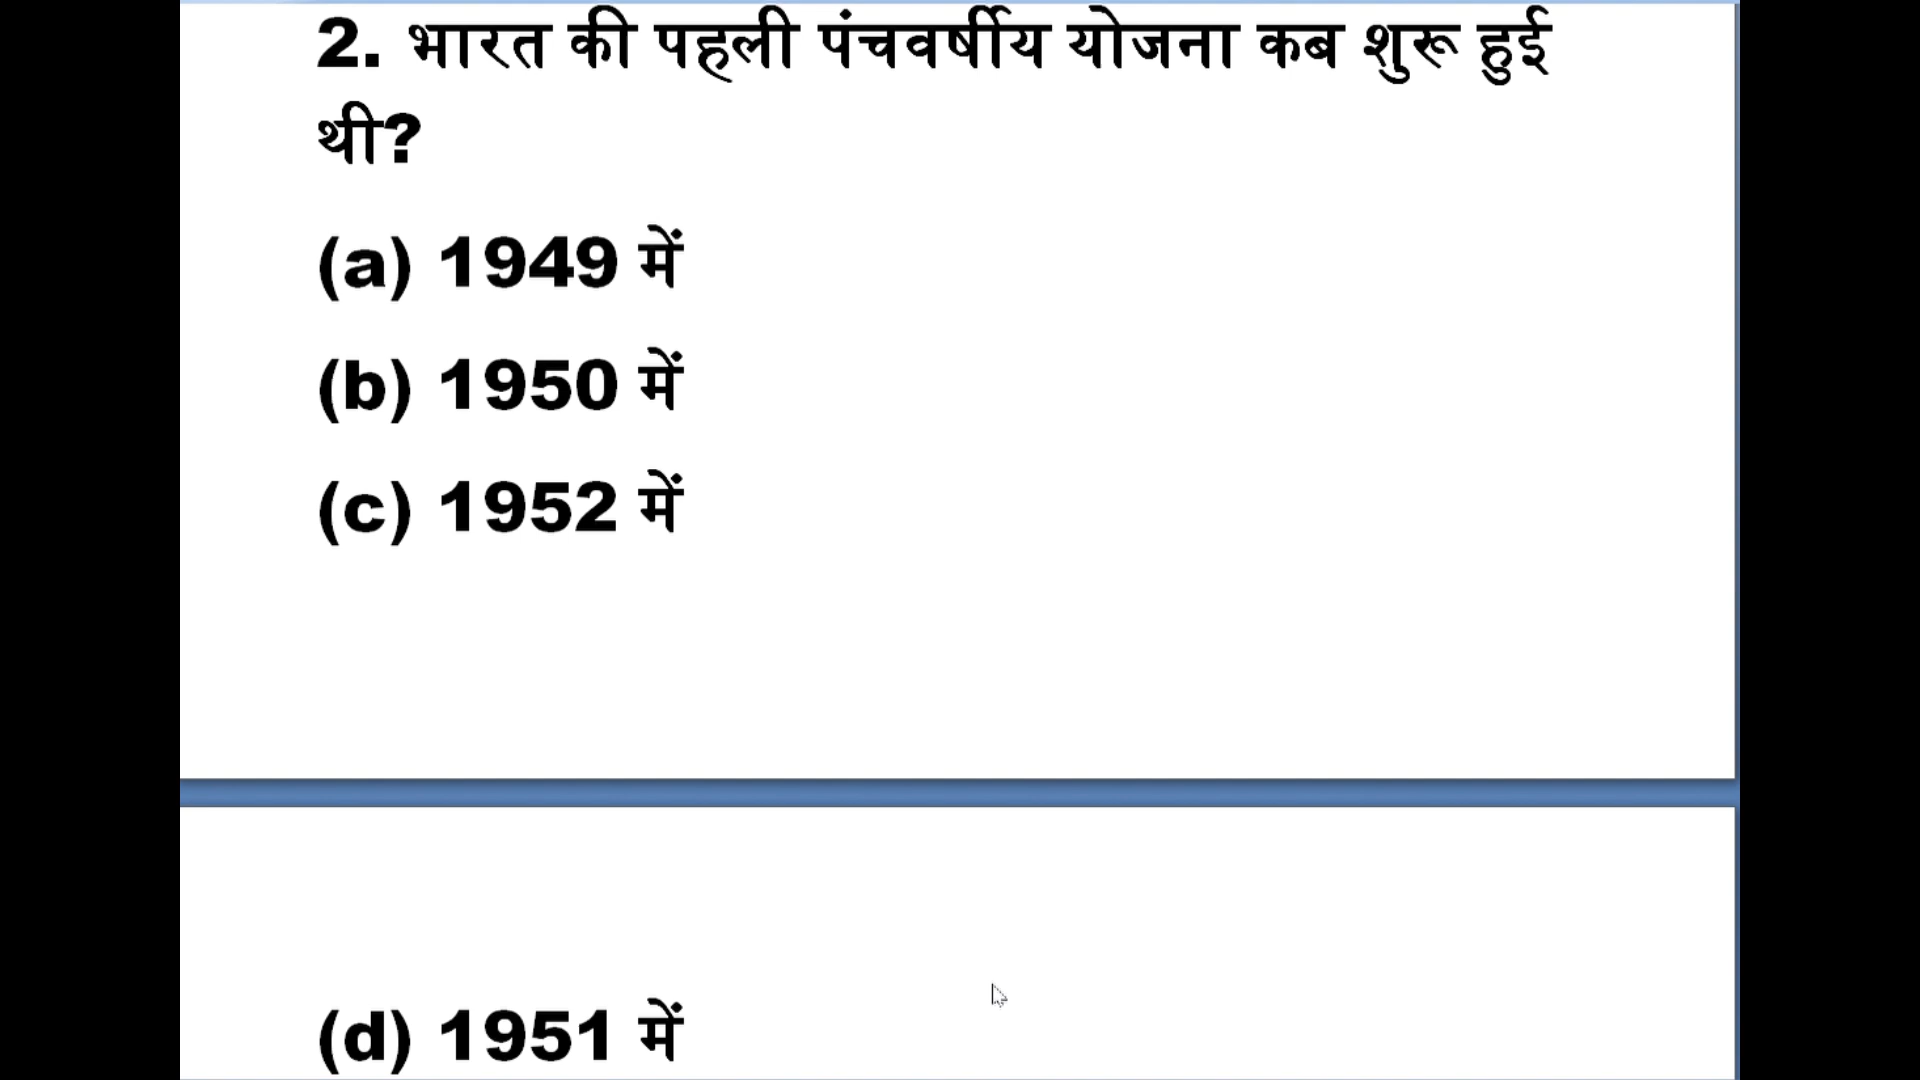 2. भारत की पहली पंचवर्षीय योजना कब शुरू हुई
थी?
(a) 1949 में
(b) 1950 में
(c) 1952 में
(d) 1951 में